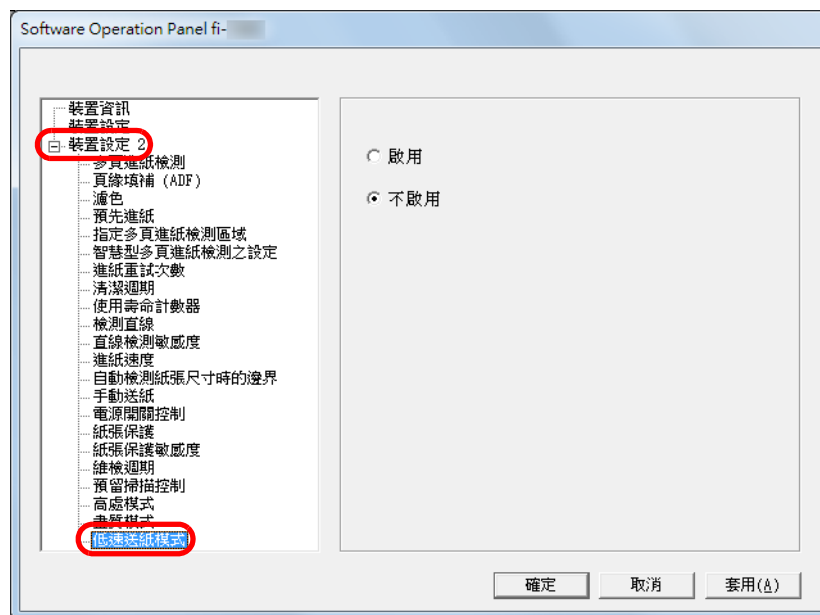 Software Operation Panel fi-
裝置資訊
裝置設定
裝置設定 2
多頁進紙檢測
頁緣填補 (ADF)
濾色
預先進紙
指定多頁進紙檢測區域
智慧型多頁進紙檢測之設定
進紙重試次數
清潔週期
使用壽命計數器
檢測直線
直線檢測敏感度
進紙速度
自動檢測紙張尺寸時的邊界
手動送紙
電源開關控制
紙張保護
紙張保護敏感度
維檢週期
預留掃描控制
高處模式
畫質模式
低速送紙模式
啟用
不啟用
確定
取消
套用(A)